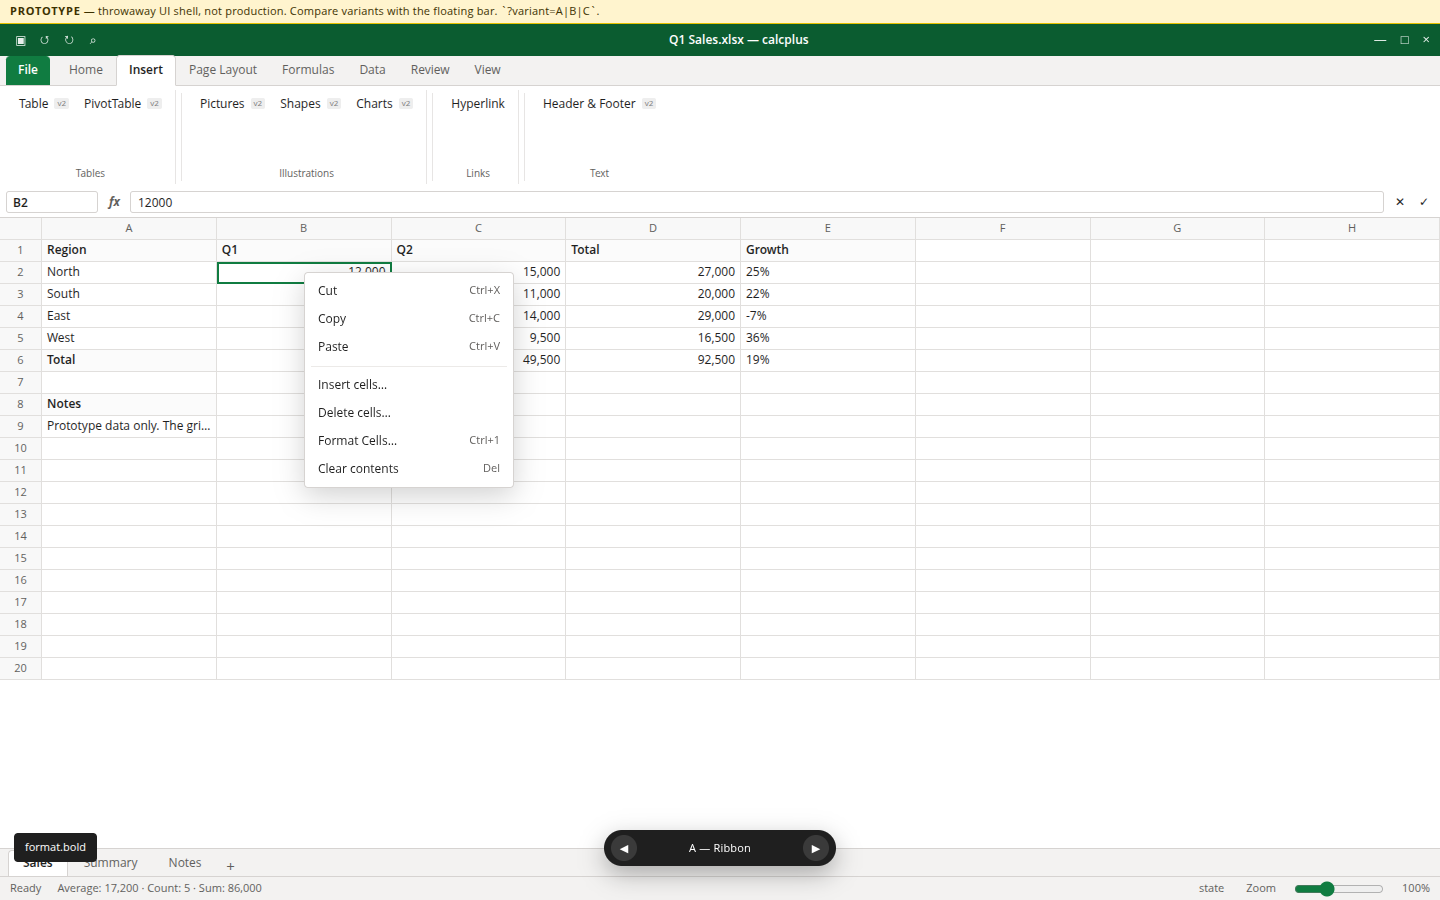 PROTOTYPE — throwaway UI shell, not production. Compare variants with the floating bar. `?variant=A|B|C`.
Q1 Sales.xlsx — calcplus
File Home Insert Page Layout Formulas Data Review View
Table v2 PivotTable v2 Pictures v2 Shapes v2 Charts v2 Hyperlink Header & Footer v2
Tables Illustrations Links Text
B2 fx 12000 ✕ ✓
A B C D E F G H
1 Region Q1 Q2 Total Growth
2 North 12,000 15,000 27,000 25%
3 South 11,000 20,000 22%
4 East 14,000 29,000 -7%
5 West 9,500 16,500 36%
6 Total 49,500 92,500 19%
7
8 Notes
9 Prototype data only. The gri...
10
11
12
13
14
15
16
17
18
19
20
Cut Ctrl+X
Copy Ctrl+C
Paste Ctrl+V
Insert cells...
Delete cells...
Format Cells... Ctrl+1
Clear contents Del
format.bold
A — Ribbon
Sales Summary Notes +
Ready Average: 17,200 · Count: 5 · Sum: 86,000 state Zoom 100%